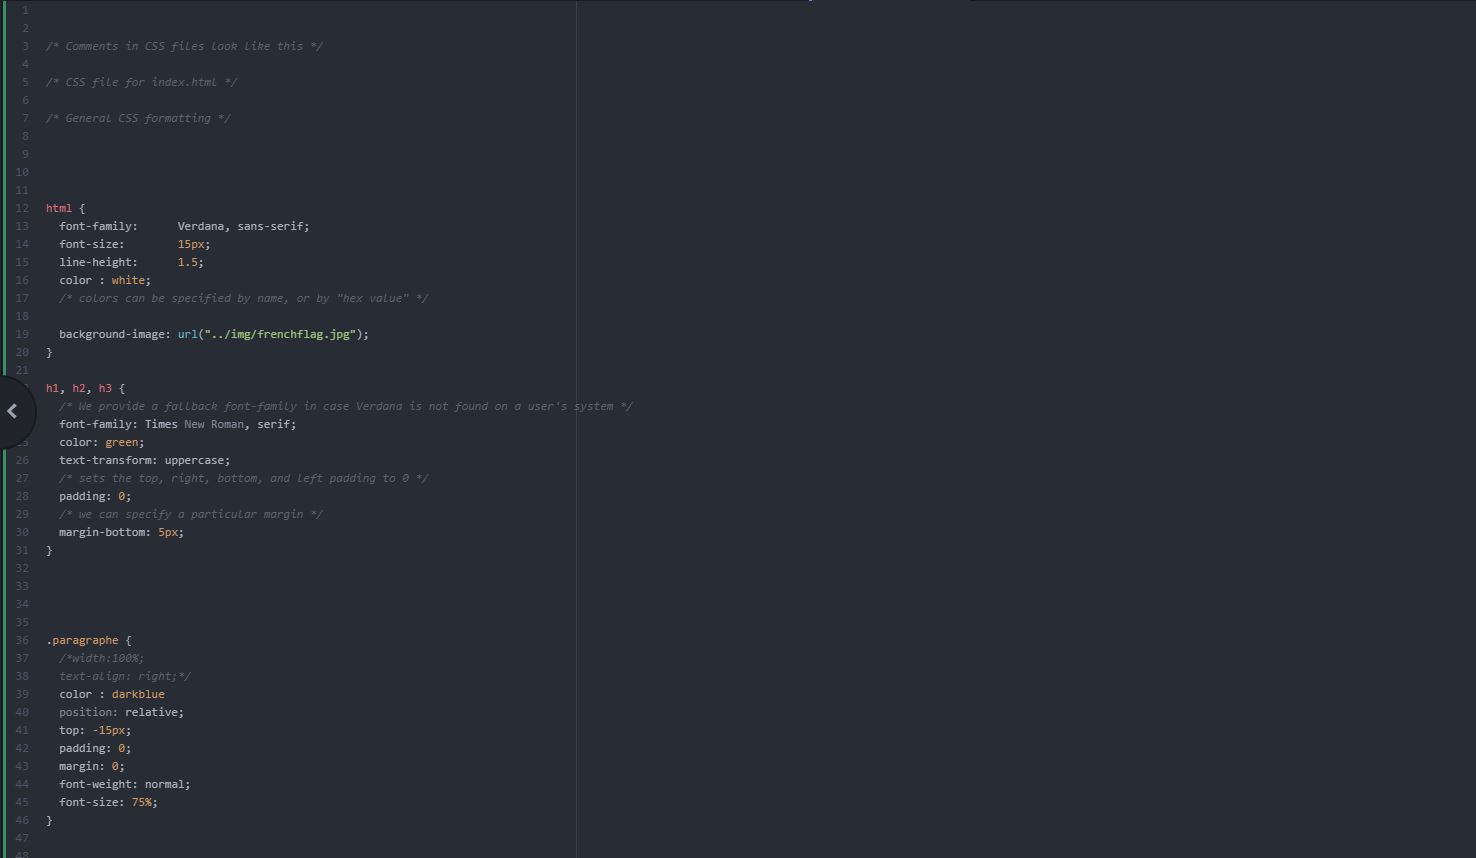 1
2
3 /* Comments in CSS files look like this */
4
5 /* CSS file for index.html */
6
7 /* General CSS formatting */
8
9
10
11
12 html {
13 font-family: Verdana, sans-serif;
14 font-size: 15px;
15 line-height: 1.5;
16 color : white;
17 /* colors can be specified by name, or by "hex value" */
18
19 background-image: url("../img/frenchflag.jpg");
20 }
21
h1, h2, h3 {
/* We provide a fallback font-family in case Verdana is not found on a user's system */
font-family: Times New Roman, serif;
color: green;
26 text-transform: uppercase;
27 /* sets the top, right, bottom, and left padding to 0 */
28 padding: 0;
29 /* we can specify a particular margin */
30 margin-bottom: 5px;
31 }
32
33
34
35
36 .paragraphe {
37 /*width:100%;
38 text-align: right;*/
39 color : darkblue
40 position: relative;
41 top: -15px;
42 padding: 0;
43 margin: 0;
44 font-weight: normal;
45 font-size: 75%;
46 }
47
48